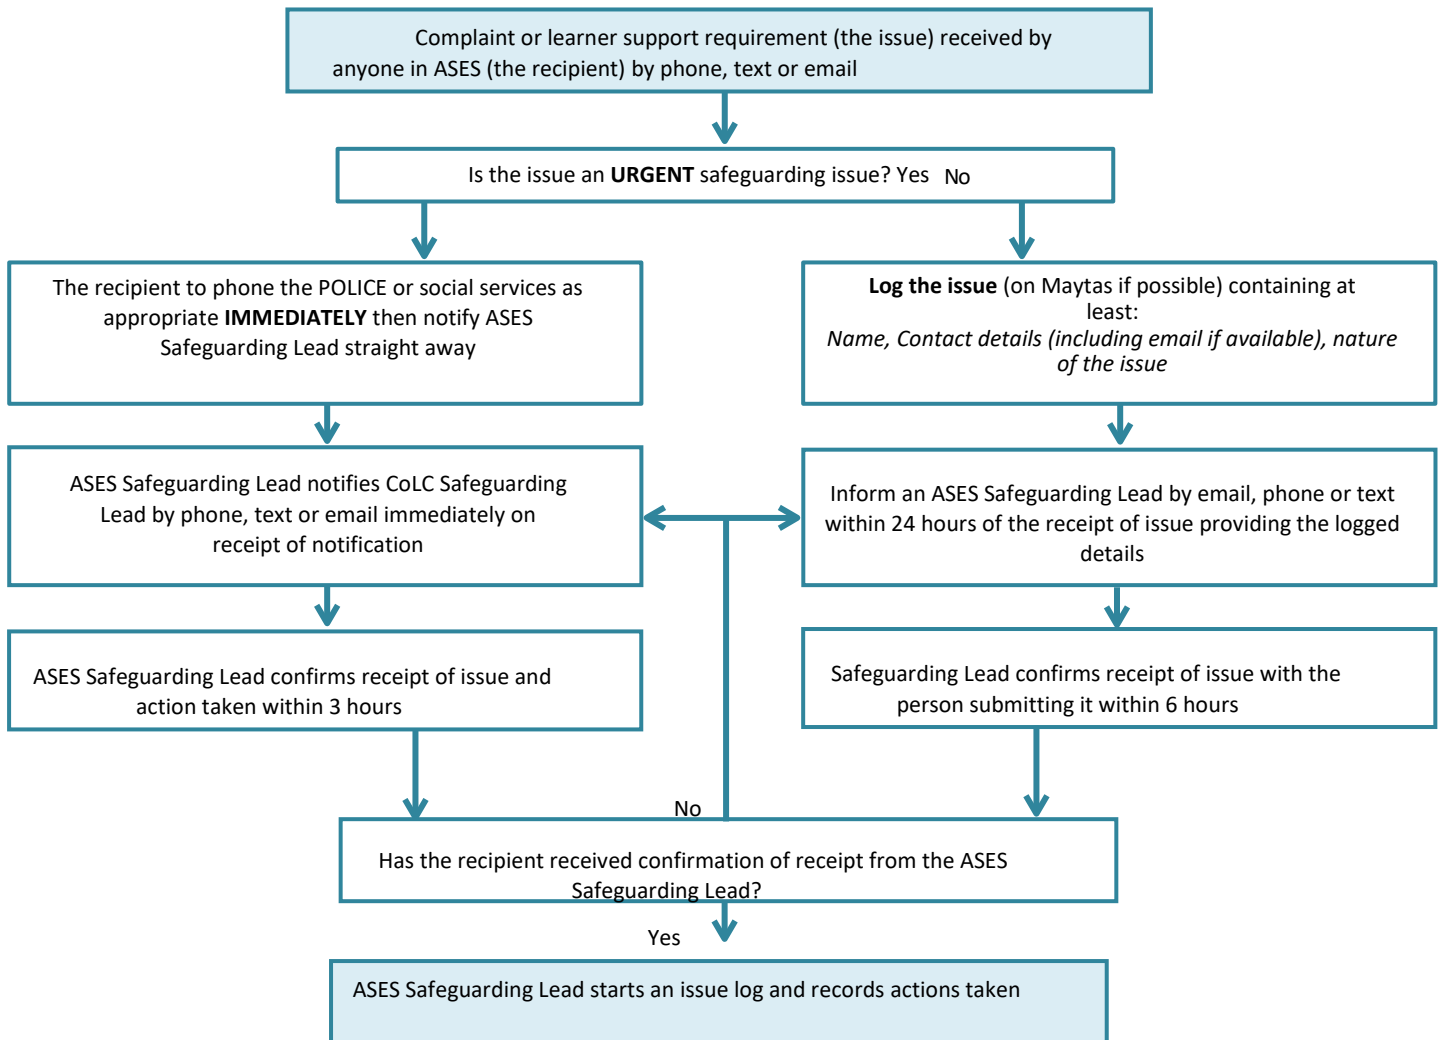 Complaint or learner support requirement (the issue) received by
anyone in ASES (the recipient) by phone, text or email
Is the issue an URGENT safeguarding issue? Yes No
The recipient to phone the POLICE or social services as
appropriate IMMEDIATELY then notify ASES
Safeguarding Lead straight away
Log the issue (on Maytas if possible) containing at
least:
Name, Contact details (including email if available), nature
of the issue
ASES Safeguarding Lead notifies CoLC Safeguarding
Lead by phone, text or email immediately on
receipt of notification
Inform an ASES Safeguarding Lead by email, phone or text
within 24 hours of the receipt of issue providing the logged
details
ASES Safeguarding Lead confirms receipt of issue and
action taken within 3 hours
Safeguarding Lead confirms receipt of issue with the
person submitting it within 6 hours
No
Has the recipient received confirmation of receipt from the ASES
Safeguarding Lead?
Yes
ASES Safeguarding Lead starts an issue log and records actions taken